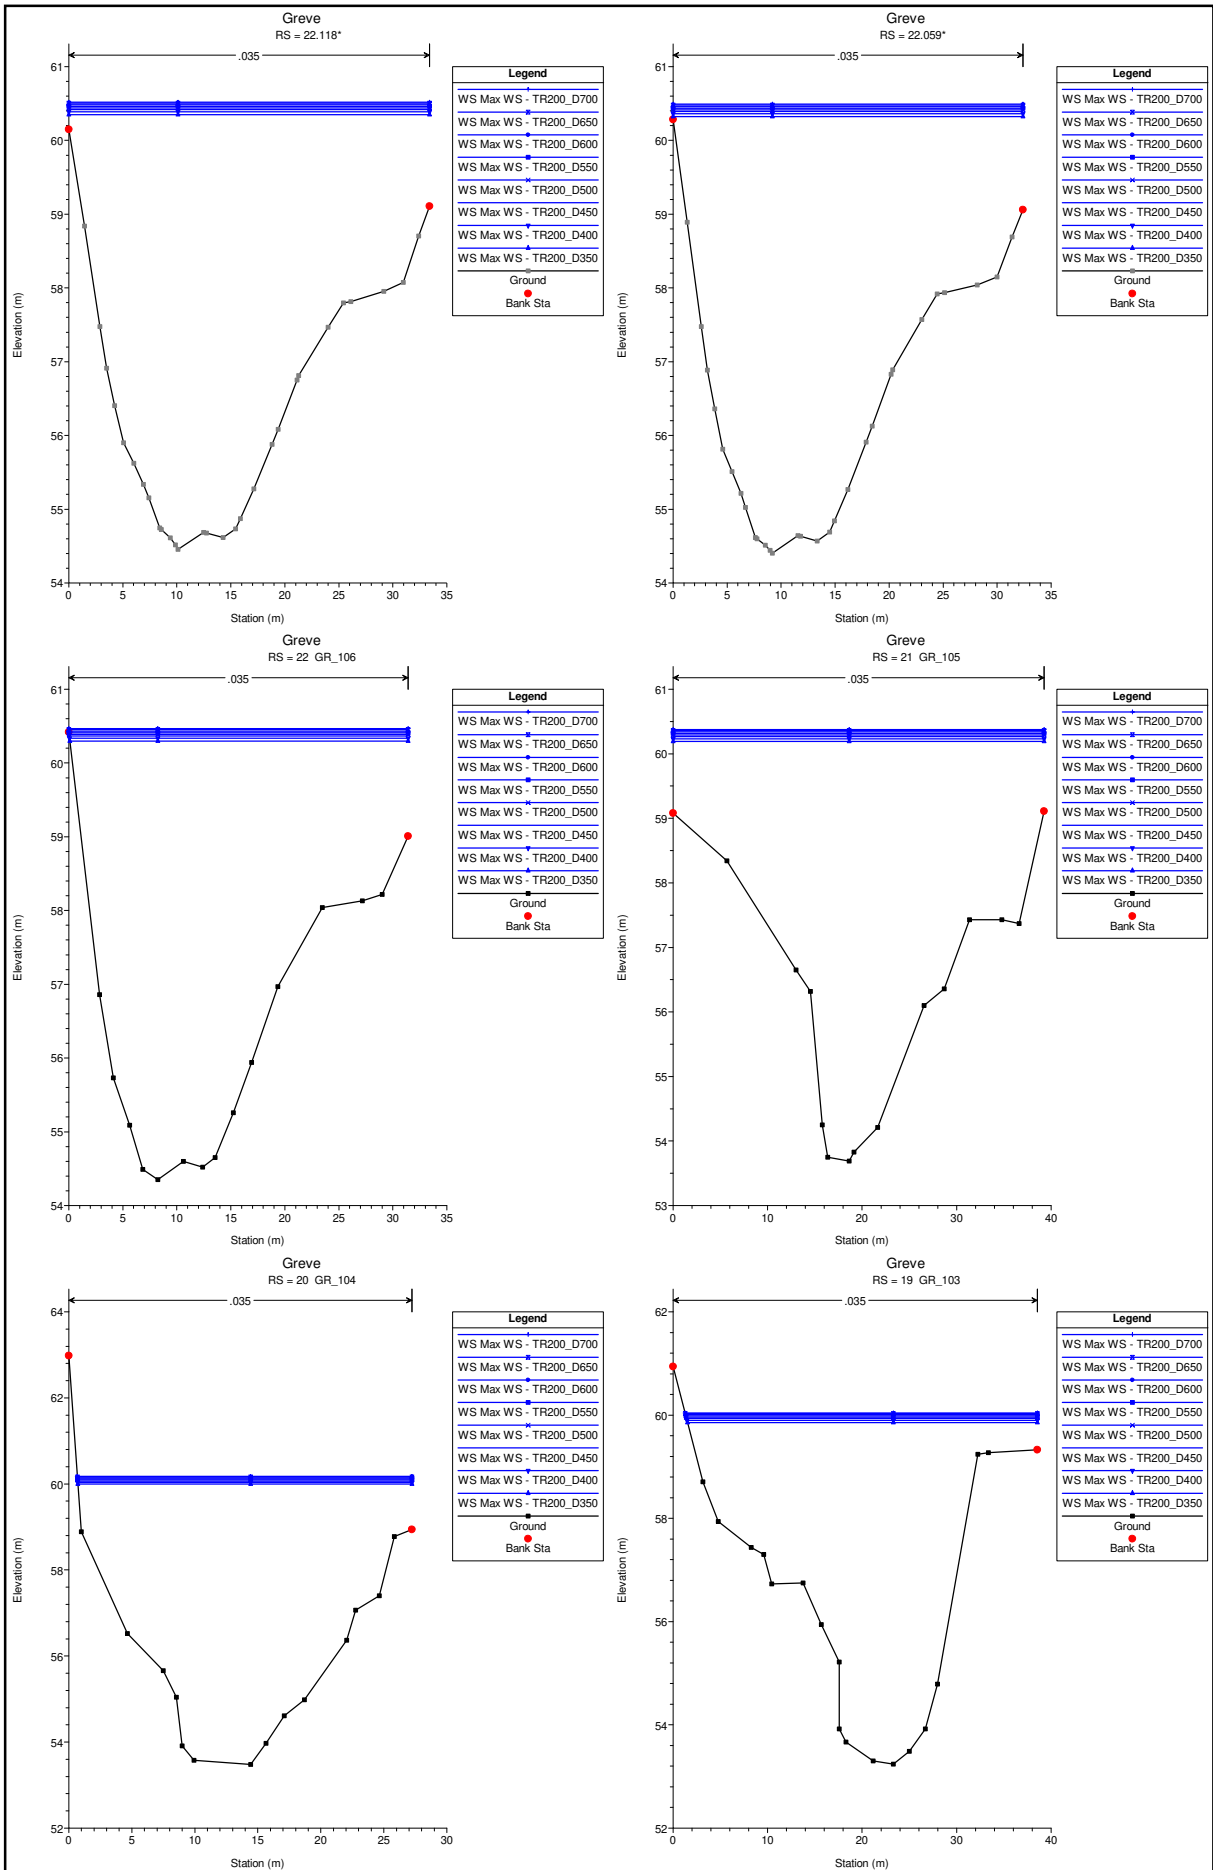 Greve
RS = 22.118*
.035
61
60
59
58
57
56
55
54
0 5 10 15 20 25 30 35
Elevation (m)
Station (m)
Legend
WS Max WS - TR200_D700
WS Max WS - TR200_D650
WS Max WS - TR200_D600
WS Max WS - TR200_D550
WS Max WS - TR200_D500
WS Max WS - TR200_D450
WS Max WS - TR200_D400
WS Max WS - TR200_D350
Ground
Bank Sta
Greve
RS = 22.059*
.035
61
60
59
58
57
56
55
54
0 5 10 15 20 25 30 35
Elevation (m)
Station (m)
Legend
WS Max WS - TR200_D700
WS Max WS - TR200_D650
WS Max WS - TR200_D600
WS Max WS - TR200_D550
WS Max WS - TR200_D500
WS Max WS - TR200_D450
WS Max WS - TR200_D400
WS Max WS - TR200_D350
Ground
Bank Sta
Greve
RS = 22 GR_106
.035
61
60
59
58
57
56
55
54
0 5 10 15 20 25 30 35
Elevation (m)
Station (m)
Legend
WS Max WS - TR200_D700
WS Max WS - TR200_D650
WS Max WS - TR200_D600
WS Max WS - TR200_D550
WS Max WS - TR200_D500
WS Max WS - TR200_D450
WS Max WS - TR200_D400
WS Max WS - TR200_D350
Ground
Bank Sta
Greve
RS = 21 GR_105
.035
61
60
59
58
57
56
55
54
53
0 10 20 30 40
Elevation (m)
Station (m)
Legend
WS Max WS - TR200_D700
WS Max WS - TR200_D650
WS Max WS - TR200_D600
WS Max WS - TR200_D550
WS Max WS - TR200_D500
WS Max WS - TR200_D450
WS Max WS - TR200_D400
WS Max WS - TR200_D350
Ground
Bank Sta
Greve
RS = 20 GR_104
.035
64
62
60
58
56
54
52
0 5 10 15 20 25 30
Elevation (m)
Station (m)
Legend
WS Max WS - TR200_D700
WS Max WS - TR200_D650
WS Max WS - TR200_D600
WS Max WS - TR200_D550
WS Max WS - TR200_D500
WS Max WS - TR200_D450
WS Max WS - TR200_D400
WS Max WS - TR200_D350
Ground
Bank Sta
Greve
RS = 19 GR_103
.035
62
60
58
56
54
52
0 10 20 30 40
Elevation (m)
Station (m)
Legend
WS Max WS - TR200_D700
WS Max WS - TR200_D650
WS Max WS - TR200_D600
WS Max WS - TR200_D550
WS Max WS - TR200_D500
WS Max WS - TR200_D450
WS Max WS - TR200_D400
WS Max WS - TR200_D350
Ground
Bank Sta